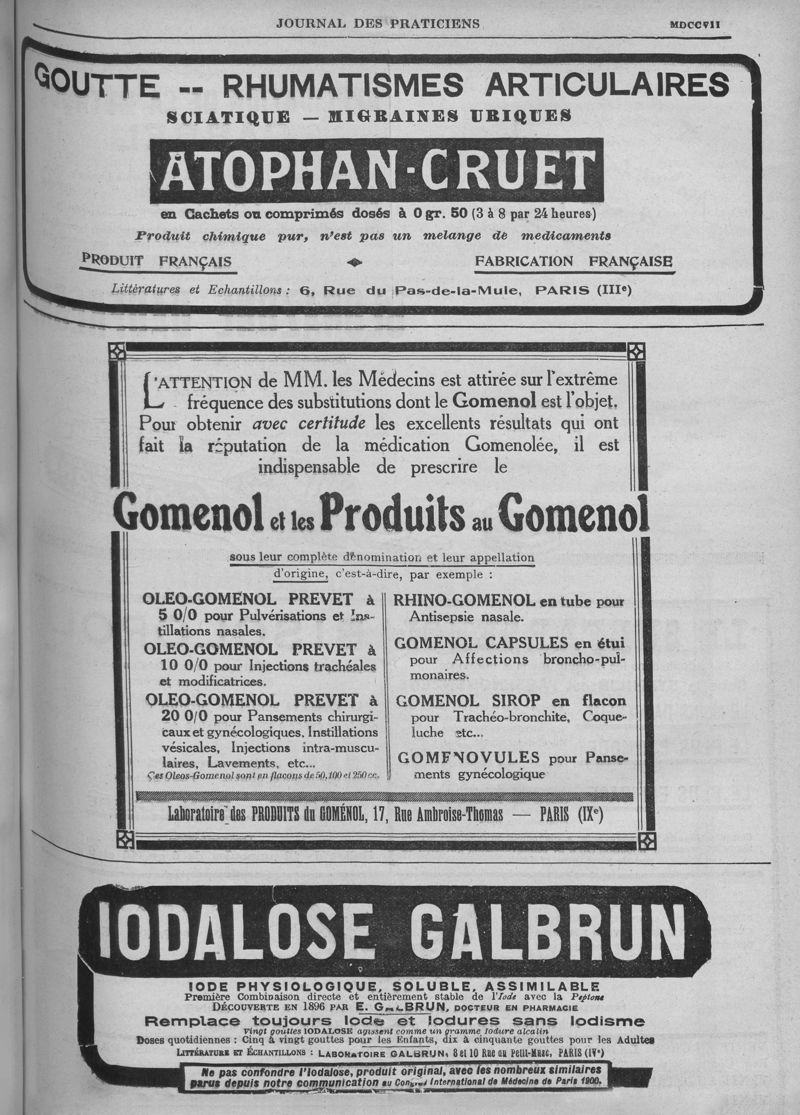 JOURNAL DES PRATICIENS
MDCCVII
GOUTTE -- RHUMATISMES ARTICULAIRES
SCIATIQUE — MIGRAINES URIQUES
ATOPHAN-CRUET
en Cachets ou comprimés dosés à 0 gr. 50 (3 à 8 par 24 heures)
Produit chimique pur, n'est pas un melange de medicaments
PRODUIT FRANÇAIS
FABRICATION FRANÇAISE
Littératures et Echantillons : 6, Rue du Pas-de-la-Mule, PARIS (IIIe)
L'ATTENTION de MM. les Médecins est attirée sur l'extrême
fréquence des substitutions dont le Gomenol est l'objet.
Pour obtenir avec certitude les excellents résultats qui ont
fait la réputation de la médication Gomenolée, il est
indispensable de prescrire le
Gomenol et les Produits au Gomenol
sous leur complète dénomination et leur appellation
d'origine, c'est-à-dire, par exemple :
OLEO-GOMENOL PREVET à
5 0/0 pour Pulvérisations et Ins-
tillations nasales.
OLEO-GOMENOL PREVET à
10 0/0 pour Injections trachéales
et modificatrices.
OLEO-GOMENOL PREVET à
20 0/0 pour Pansements chirurgi-
caux et gynécologiques, Instillations
vésicales, Injections intra-muscu-
laires, Lavements, etc...
Ces Oleos-Gomenol sont en flacons de 50, 100 et 250 cc.
RHINO-GOMENOL en tube pour
Antisepsie nasale.
GOMENOL CAPSULES en étui
pour Affections broncho-pul-
monaires.
GOMENOL SIROP en flacon
pour Trachéo-bronchite, Coque-
luche etc...
GOMENOVULES pour Panse-
ments gynécologique
Laboratoire des PRODUITS du GOMÉNOL, 17, Rue Ambroise-Thomas — PARIS (IXe)
IODALOSE GALBRUN
IODE PHYSIOLOGIQUE, SOLUBLE, ASSIMILABLE
Première Combinaison directe et entièrement stable de l'Iode avec la Peptone
DÉCOUVERTE EN 1896 PAR E. GALBRUN, DOCTEUR EN PHARMACIE
Remplace toujours Iode et Iodures sans Iodisme
Vingt gouttes IODALOSE agissent comme un gramme Iodure alcalin
Doses quotidiennes : Cinq à vingt gouttes pour les Enfants, dix à cinquante gouttes pour les Adultes
LITTÉRATURE ET ÉCHANTILLONS : LABORATOIRE GALBRUN, 8 et 10 Rue du Petit-Musc, PARIS (IVe)
Ne pas confondre l'Iodalose, produit original, avec les nombreux similaires
parus depuis notre communication au Congrès International de Médecine de Paris 1900.